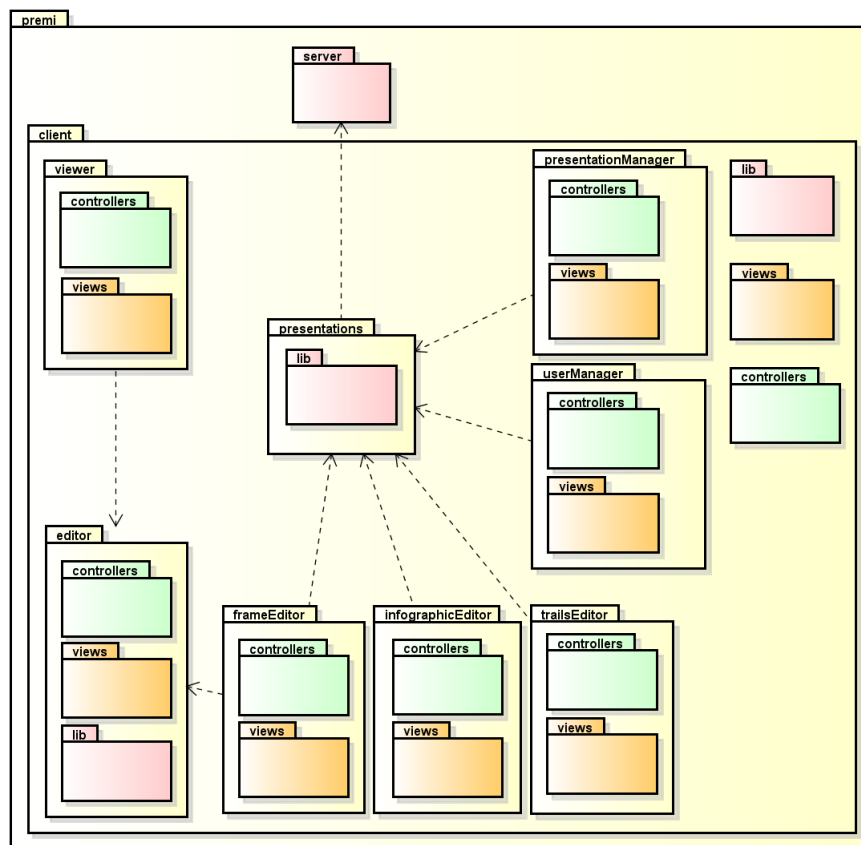 premi
server
client
viewer
controllers
views
presentationManager
controllers
views
lib
views
controllers
presentations
lib
userManager
controllers
views
editor
controllers
views
lib
frameEditor
controllers
views
infographicEditor
controllers
views
trailsEditor
controllers
views